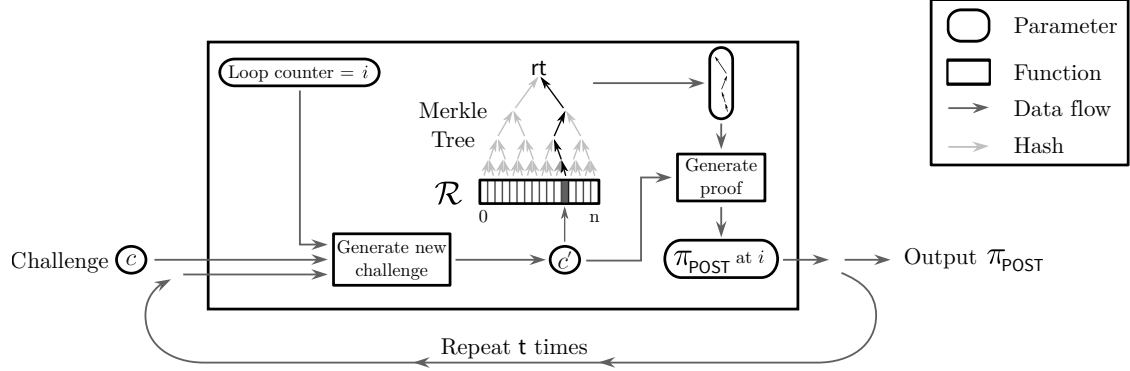 Loop counter = i
Merkle
Tree
rt
R
0
n
Generate
proof
Challenge c
Generate new
challenge
c′
π_POST at i
Output π_POST
Repeat t times
Parameter
Function
Data flow
Hash